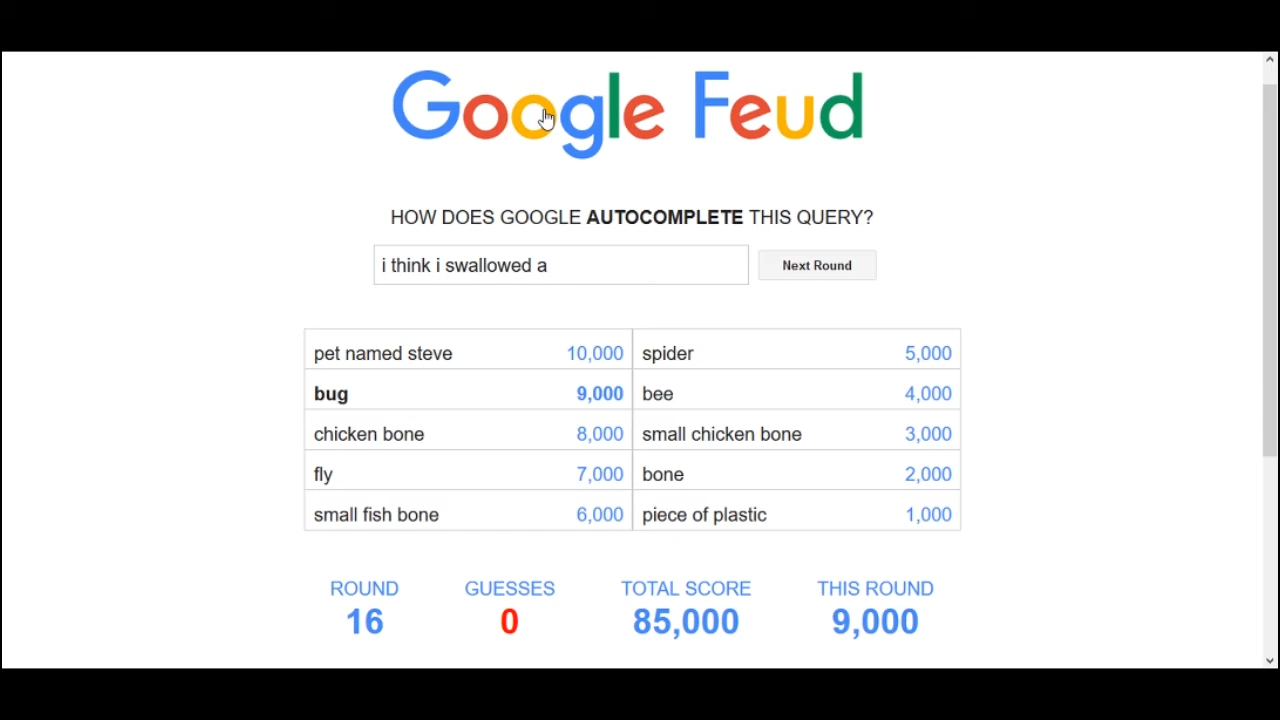 Google Feud
HOW DOES GOOGLE AUTOCOMPLETE THIS QUERY?
i think i swallowed a
Next Round
pet named steve 10,000 spider 5,000
bug 9,000 bee 4,000
chicken bone 8,000 small chicken bone 3,000
fly 7,000 bone 2,000
small fish bone 6,000 piece of plastic 1,000
ROUND GUESSES TOTAL SCORE THIS ROUND
16 0 85,000 9,000